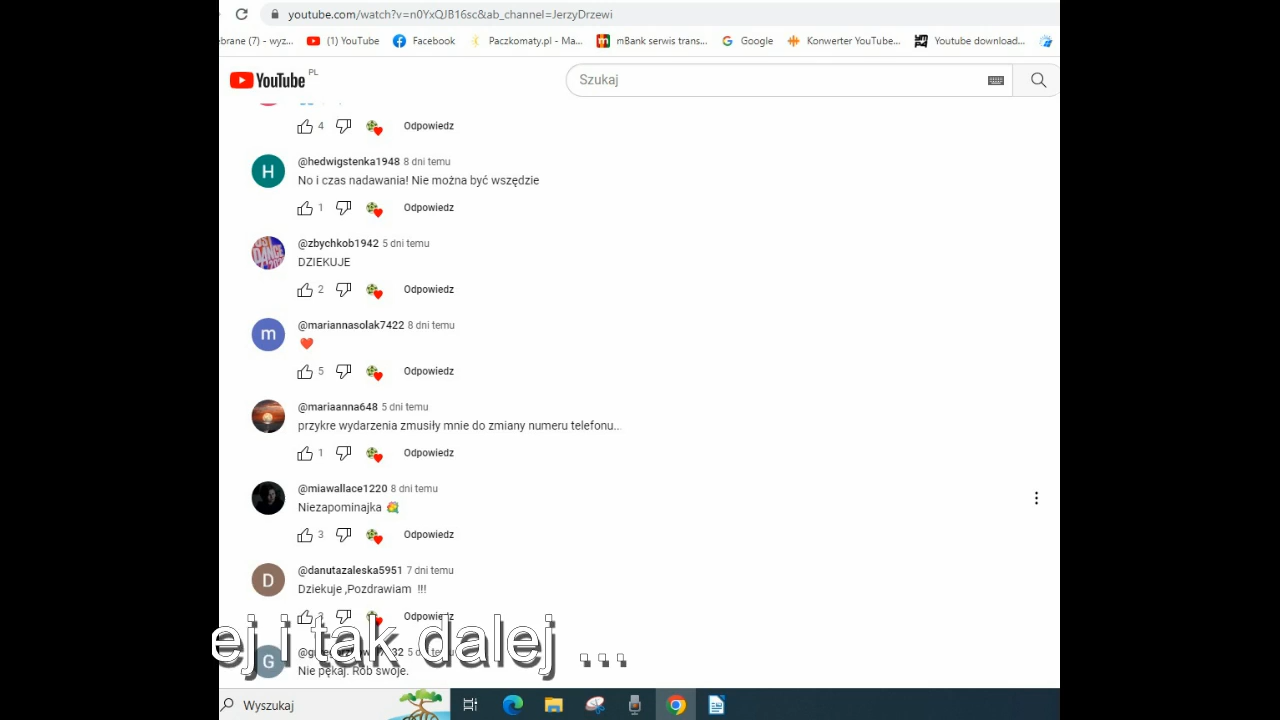 youtube.com/watch?v=n0YxQJB16sc&ab_channel=JerzyDrzewi
ebrane (7) - wyz... (1) YouTube Facebook Paczkomaty.pl - Ma... mBank serwis trans... Google Konwerter YouTube... Youtube download...
YouTube PL Szukaj
4 Odpowiedz
H @hedwigstenka1948 8 dni temu
No i czas nadawania! Nie można być wszędzie
1 Odpowiedz
@zbychkob1942 5 dni temu
DZIEKUJE
2 Odpowiedz
m @mariannasolak7422 8 dni temu
❤️
5 Odpowiedz
@mariaanna648 5 dni temu
przykre wydarzenia zmusiły mnie do zmiany numeru telefonu..
1 Odpowiedz
@miawallace1220 8 dni temu
Niezapominajka 💐
3 Odpowiedz
D @danutazaleska5951 7 dni temu
Dziekuje ,Pozdrawiam !!!
Odpowiedz
ej i tak dalej ...
G
Nie pękaj. Rób swoje.
Wyszukaj